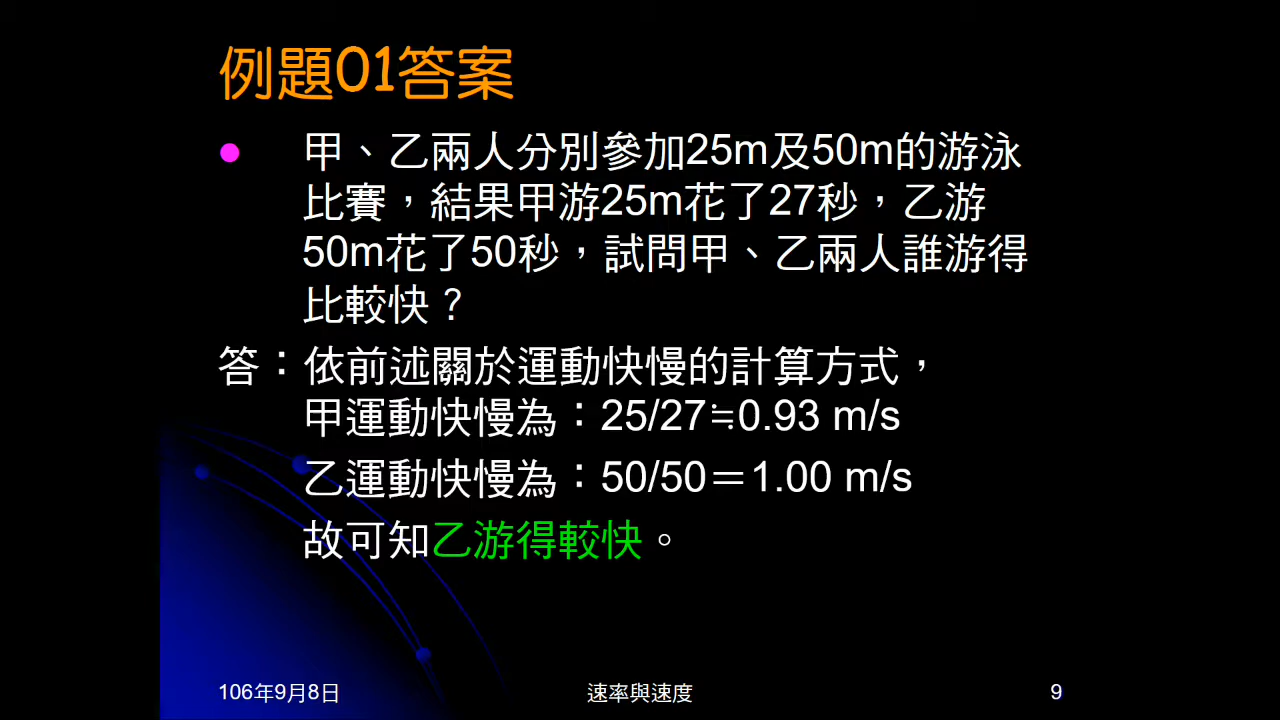 例題01答案
甲、乙兩人分別參加25m及50m的游泳
比賽，結果甲游25m花了27秒，乙游
50m花了50秒，試問甲、乙兩人誰游得
比較快？
答：依前述關於運動快慢的計算方式，
甲運動快慢為：25/27≒0.93 m/s
乙運動快慢為：50/50＝1.00 m/s
故可知乙游得較快。
106年9月8日 速率與速度 9